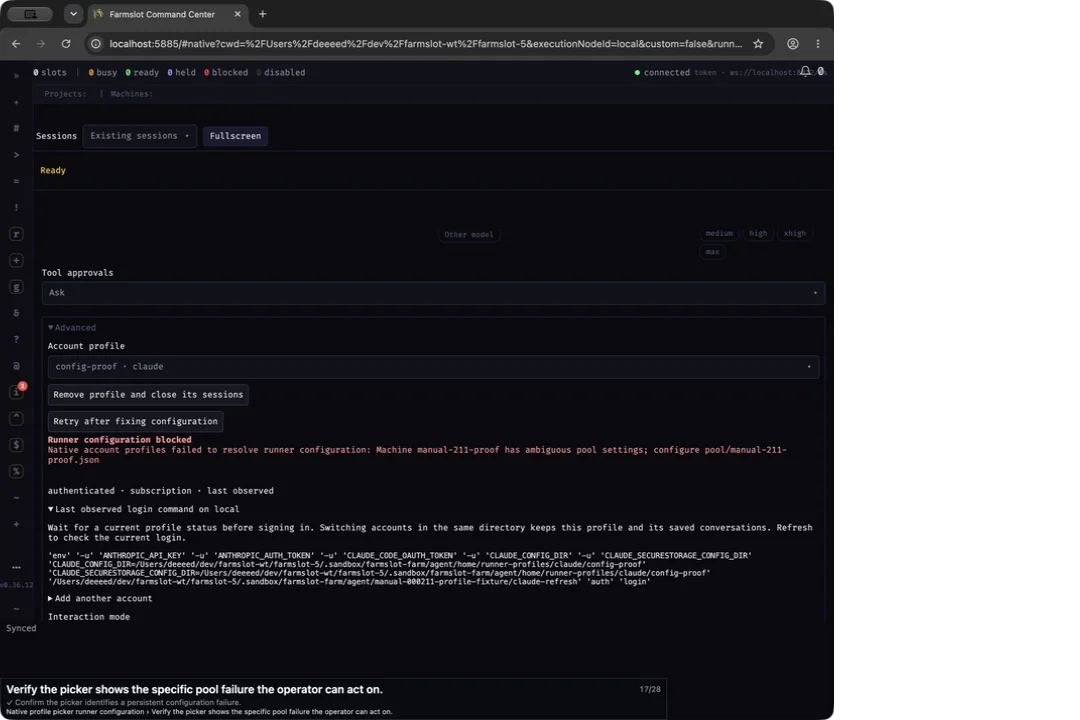 Farmslot Command Center
localhost:5885/#native?cwd=%2FUsers%2Fdeeeed%2Fdev%2Ffarmslot-wt%2Ffarmslot-5&executionNodeId=local&custom=false&runn...
0 slots | 0 busy 0 ready 0 held 0 blocked 0 disabled
connected token · ws://localhost:
0
Projects: | Machines:
Sessions Existing sessions Fullscreen
Ready
Other model
medium high xhigh
max
Tool approvals
Ask
Advanced
Account profile
config-proof · claude
Remove profile and close its sessions
Retry after fixing configuration
Runner configuration blocked
Native account profiles failed to resolve runner configuration: Machine manual-211-proof has ambiguous pool settings; configure pool/manual-211-
proof.json
authenticated · subscription · last observed
Last observed login command on local
Wait for a current profile status before signing in. Switching accounts in the same directory keeps this profile and its saved conversations. Refresh
to check the current login.
'env' '-u' 'ANTHROPIC_API_KEY' '-u' 'ANTHROPIC_AUTH_TOKEN' '-u' 'CLAUDE_CODE_OAUTH_TOKEN' '-u' 'CLAUDE_CONFIG_DIR' '-u' 'CLAUDE_SECURESTORAGE_CONFIG_DIR'
'CLAUDE_CONFIG_DIR=/Users/deeeed/dev/farmslot-wt/farmslot-5/.sandbox/farmslot-farm/agent/home/runner-profiles/claude/config-proof'
'CLAUDE_SECURESTORAGE_CONFIG_DIR=/Users/deeeed/dev/farmslot-wt/farmslot-5/.sandbox/farmslot-farm/agent/home/runner-profiles/claude/config-proof'
'/Users/deeeed/dev/farmslot-wt/farmslot-5/.sandbox/farmslot-farm/agent/manual-000211-profile-fixture/claude-refresh' 'auth' 'login'
Add another account
Interaction mode
v0.36.12
Synced
Verify the picker shows the specific pool failure the operator can act on.
17/28
✓ Confirm the picker identifies a persistent configuration failure.
Native profile picker runner configuration › Verify the picker shows the specific pool failure the operator can act on.